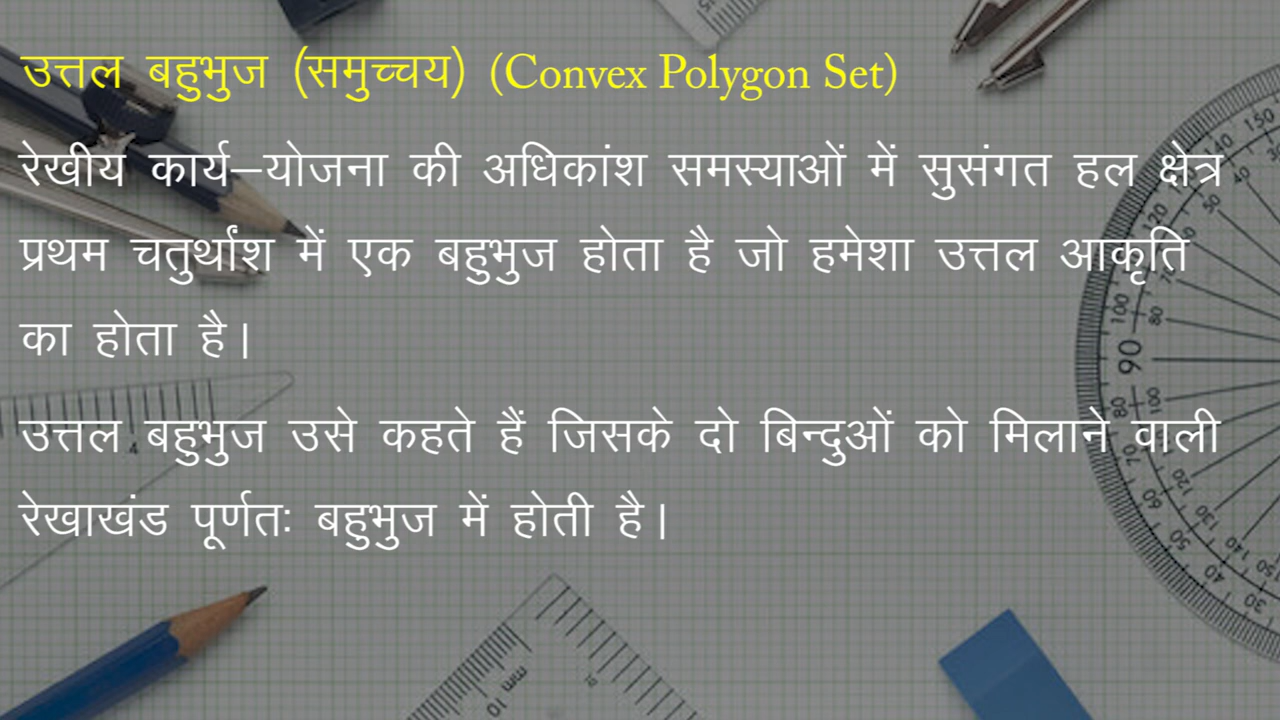 उत्तल बहुभुज (समुच्चय) (Convex Polygon Set)
रेखीय कार्य–योजना की अधिकांश समस्याओं में सुसंगत हल क्षेत्र
प्रथम चतुर्थांश में एक बहुभुज होता है जो हमेशा उत्तल आकृति
का होता है।
उत्तल बहुभुज उसे कहते हैं जिसके दो बिन्दुओं को मिलाने वाली
रेखाखंड पूर्णतः बहुभुज में होती है।